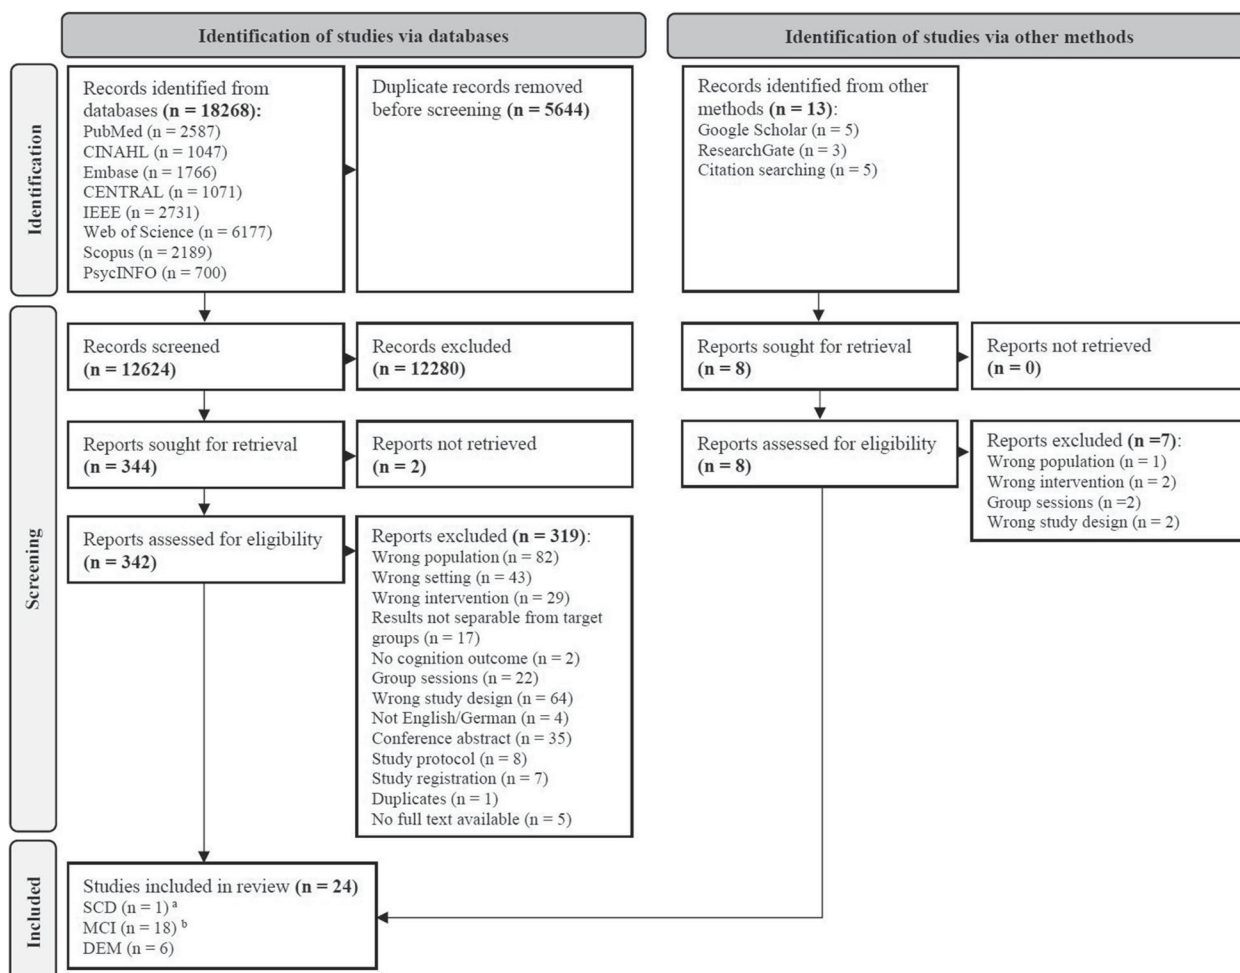 Identification of studies via databases
Identification of studies via other methods
Identification
Records identified from
databases (n = 18268):
PubMed (n = 2587)
CINAHL (n = 1047)
Embase (n = 1766)
CENTRAL (n = 1071)
IEEE (n = 2731)
Web of Science (n = 6177)
Scopus (n = 2189)
PsycINFO (n = 700)
Duplicate records removed
before screening (n = 5644)
Records identified from other
methods (n = 13):
Google Scholar (n = 5)
ResearchGate (n = 3)
Citation searching (n = 5)
Screening
Records screened
(n = 12624)
Records excluded
(n = 12280)
Reports sought for retrieval
(n = 8)
Reports not retrieved
(n = 0)
Reports sought for retrieval
(n = 344)
Reports not retrieved
(n = 2)
Reports assessed for eligibility
(n = 8)
Reports excluded (n =7):
Wrong population (n = 1)
Wrong intervention (n = 2)
Group sessions (n =2)
Wrong study design (n = 2)
Reports assessed for eligibility
(n = 342)
Reports excluded (n = 319):
Wrong population (n = 82)
Wrong setting (n = 43)
Wrong intervention (n = 29)
Results not separable from target
groups (n = 17)
No cognition outcome (n = 2)
Group sessions (n = 22)
Wrong study design (n = 64)
Not English/German (n = 4)
Conference abstract (n = 35)
Study protocol (n = 8)
Study registration (n = 7)
Duplicates (n = 1)
No full text available (n = 5)
Included
Studies included in review (n = 24)
SCD (n = 1) a
MCI (n = 18) b
DEM (n = 6)